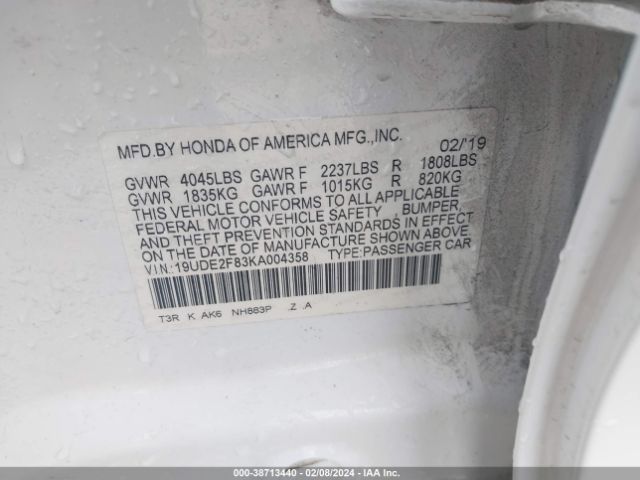 MFD.BY HONDA OF AMERICA MFG.,INC. 02/'19
GVWR 4045LBS GAWR F 2237LBS R 1808LBS
GVWR 1835KG GAWR F 1015KG R 820KG
THIS VEHICLE CONFORMS TO ALL APPLICABLE
FEDERAL MOTOR VEHICLE SAFETY , BUMPER,
AND THEFT PREVENTION STANDARDS IN EFFECT
ON THE DATE OF MANUFACTURE SHOWN ABOVE.
VIN:19UDE2F83KA004358 TYPE:PASSENGER CAR
T3R K AK6 NH883P .Z .A
000-38713440 - 02/08/2024 - IAA Inc.